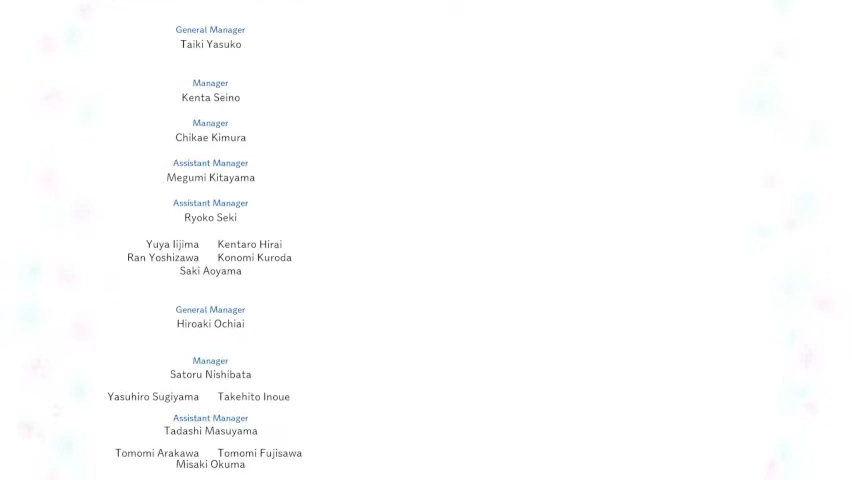 General Manager
Taiki Yasuko
Manager
Kenta Seino
Manager
Chikae Kimura
Assistant Manager
Megumi Kitayama
Assistant Manager
Ryoko Seki
Yuya Iijima Kentaro Hirai
Ran Yoshizawa Konomi Kuroda
Saki Aoyama
General Manager
Hiroaki Ochiai
Manager
Satoru Nishibata
Yasuhiro Sugiyama Takehito Inoue
Assistant Manager
Tadashi Masuyama
Tomomi Arakawa Tomomi Fujisawa
Misaki Okuma